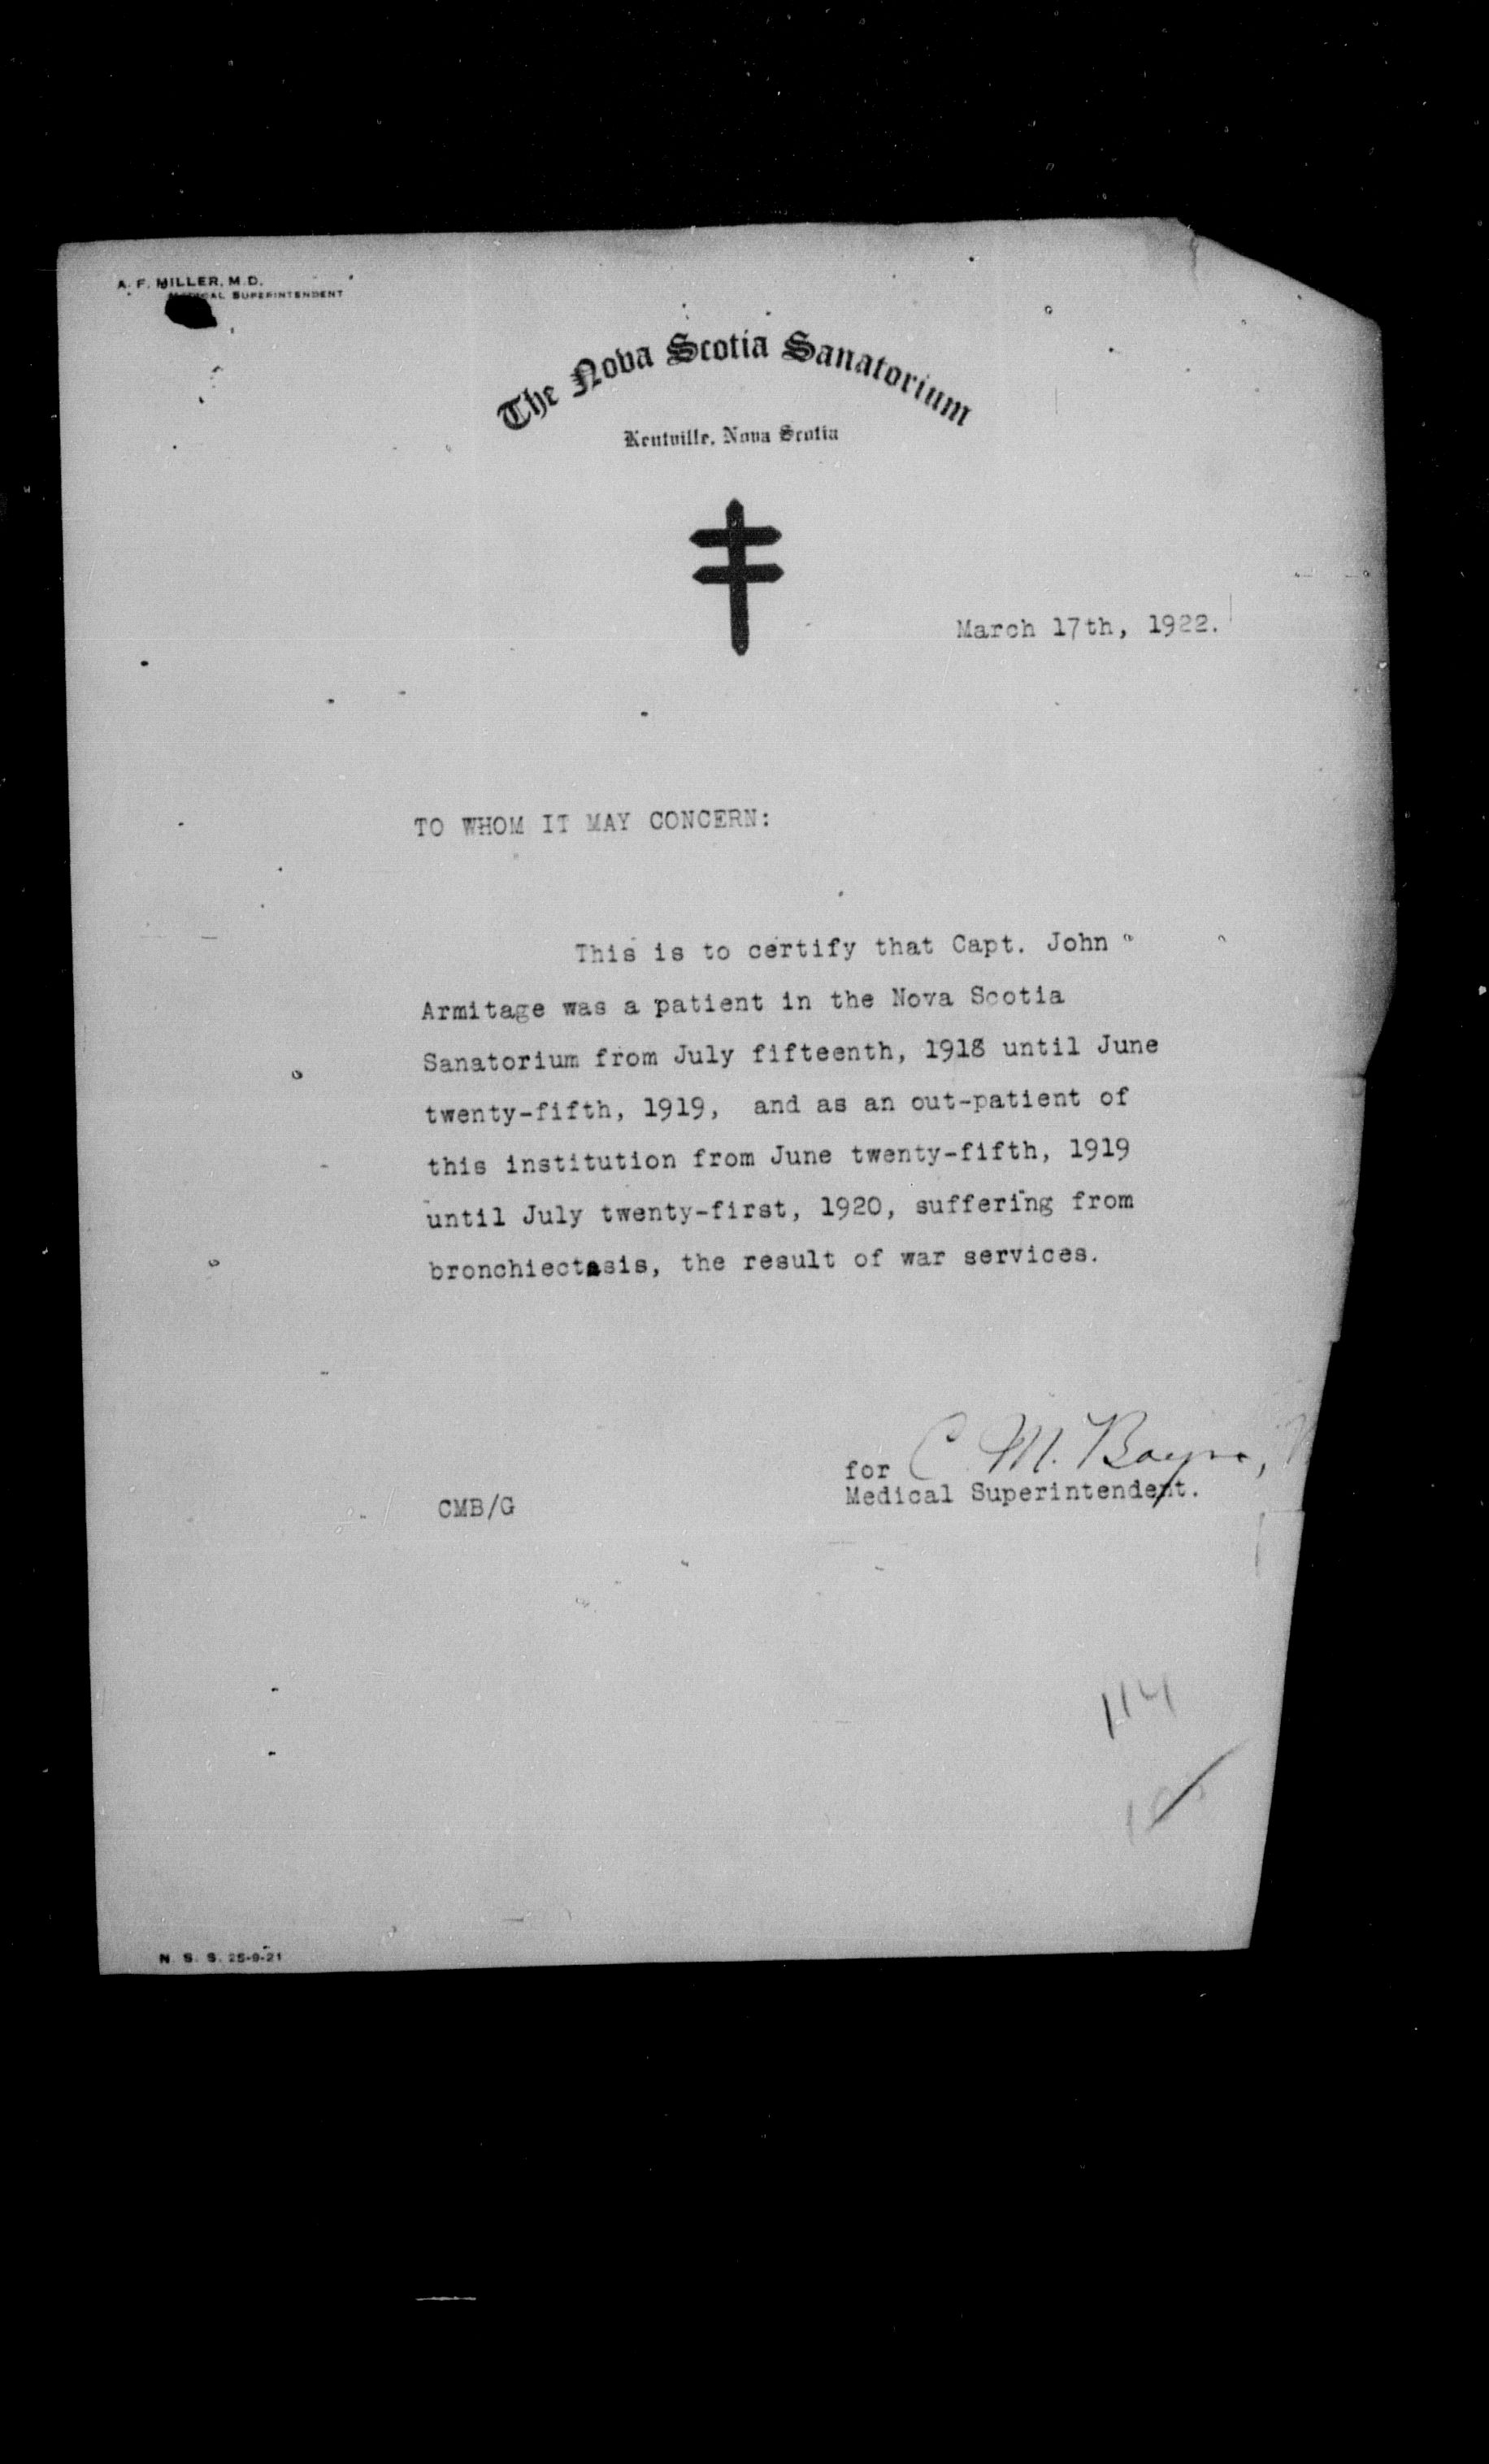 A. F. MILLER, M.D.
MEDICAL SUPERINTENDENT
The Nova Scotia Sanatorium
Kentville, Nova Scotia
March 17th, 1922.
TO WHOM IT MAY CONCERN:
This is to certify that Capt. John
Armitage was a patient in the Nova Scotia
Sanatorium from July fifteenth, 1918 until June
twenty-fifth, 1919, and as an out-patient of
this institution from June twenty-fifth, 1919
until July twenty-first, 1920, suffering from
bronchiectasis, the result of war services.
for C. M. Bayne,
Medical Superintendent.
CMB/G
114
N. S. S. 25-9-21